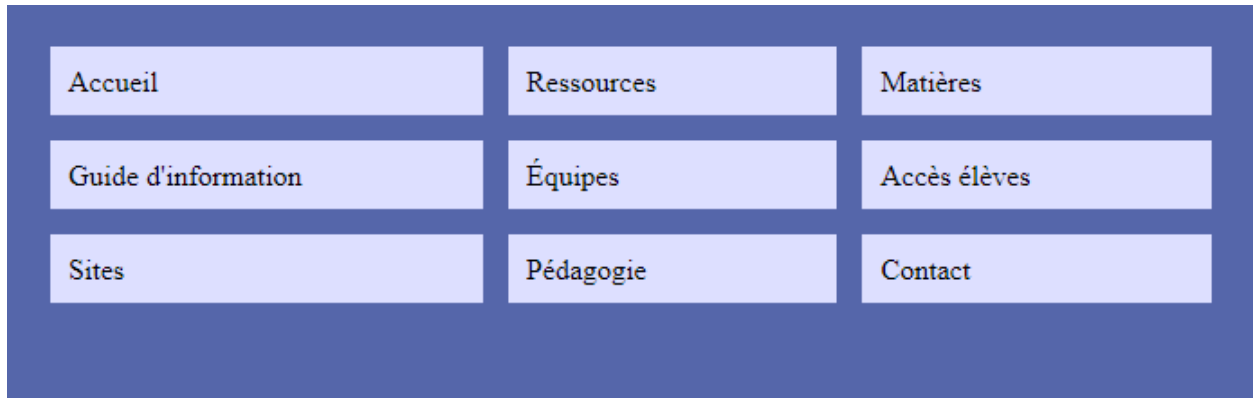 Accueil
Ressources
Matières
Guide d'information
Équipes
Accès élèves
Sites
Pédagogie
Contact